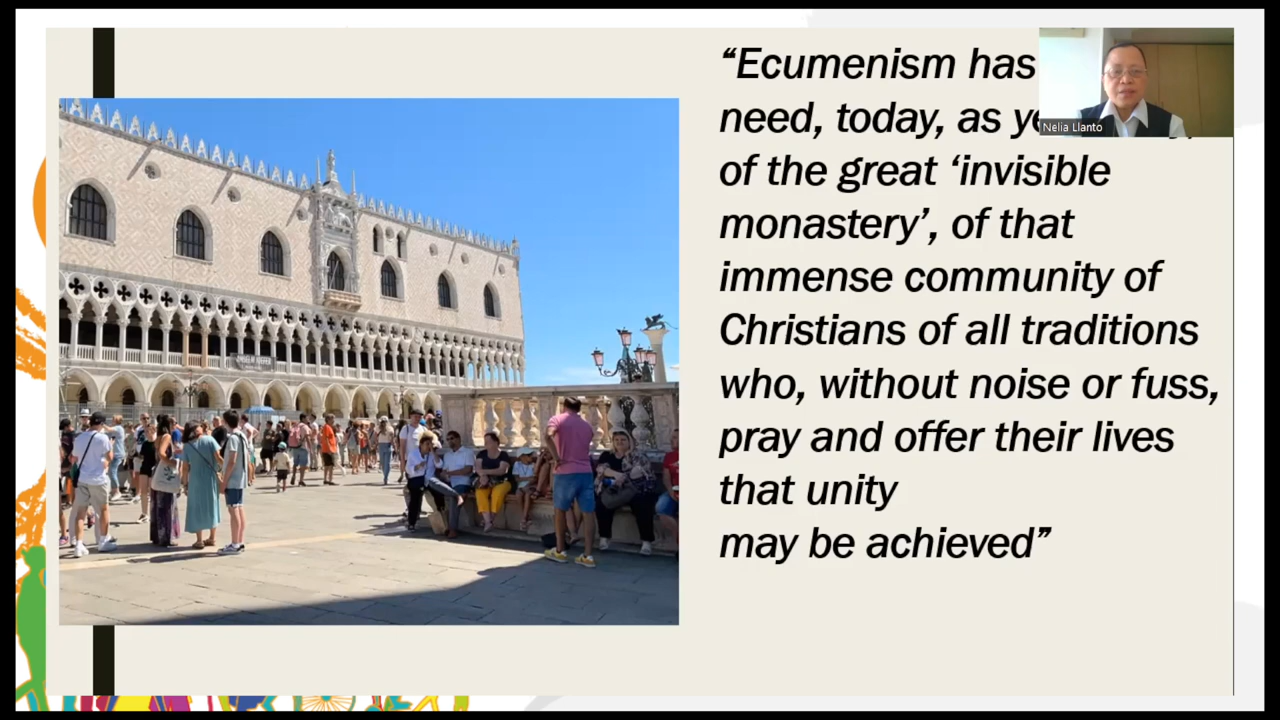 “Ecumenism has
need, today, as
of the great ‘invisible
monastery’, of that
immense community of
Christians of all traditions
who, without noise or fuss,
pray and offer their lives
that unity
may be achieved”
Nelia Llanto